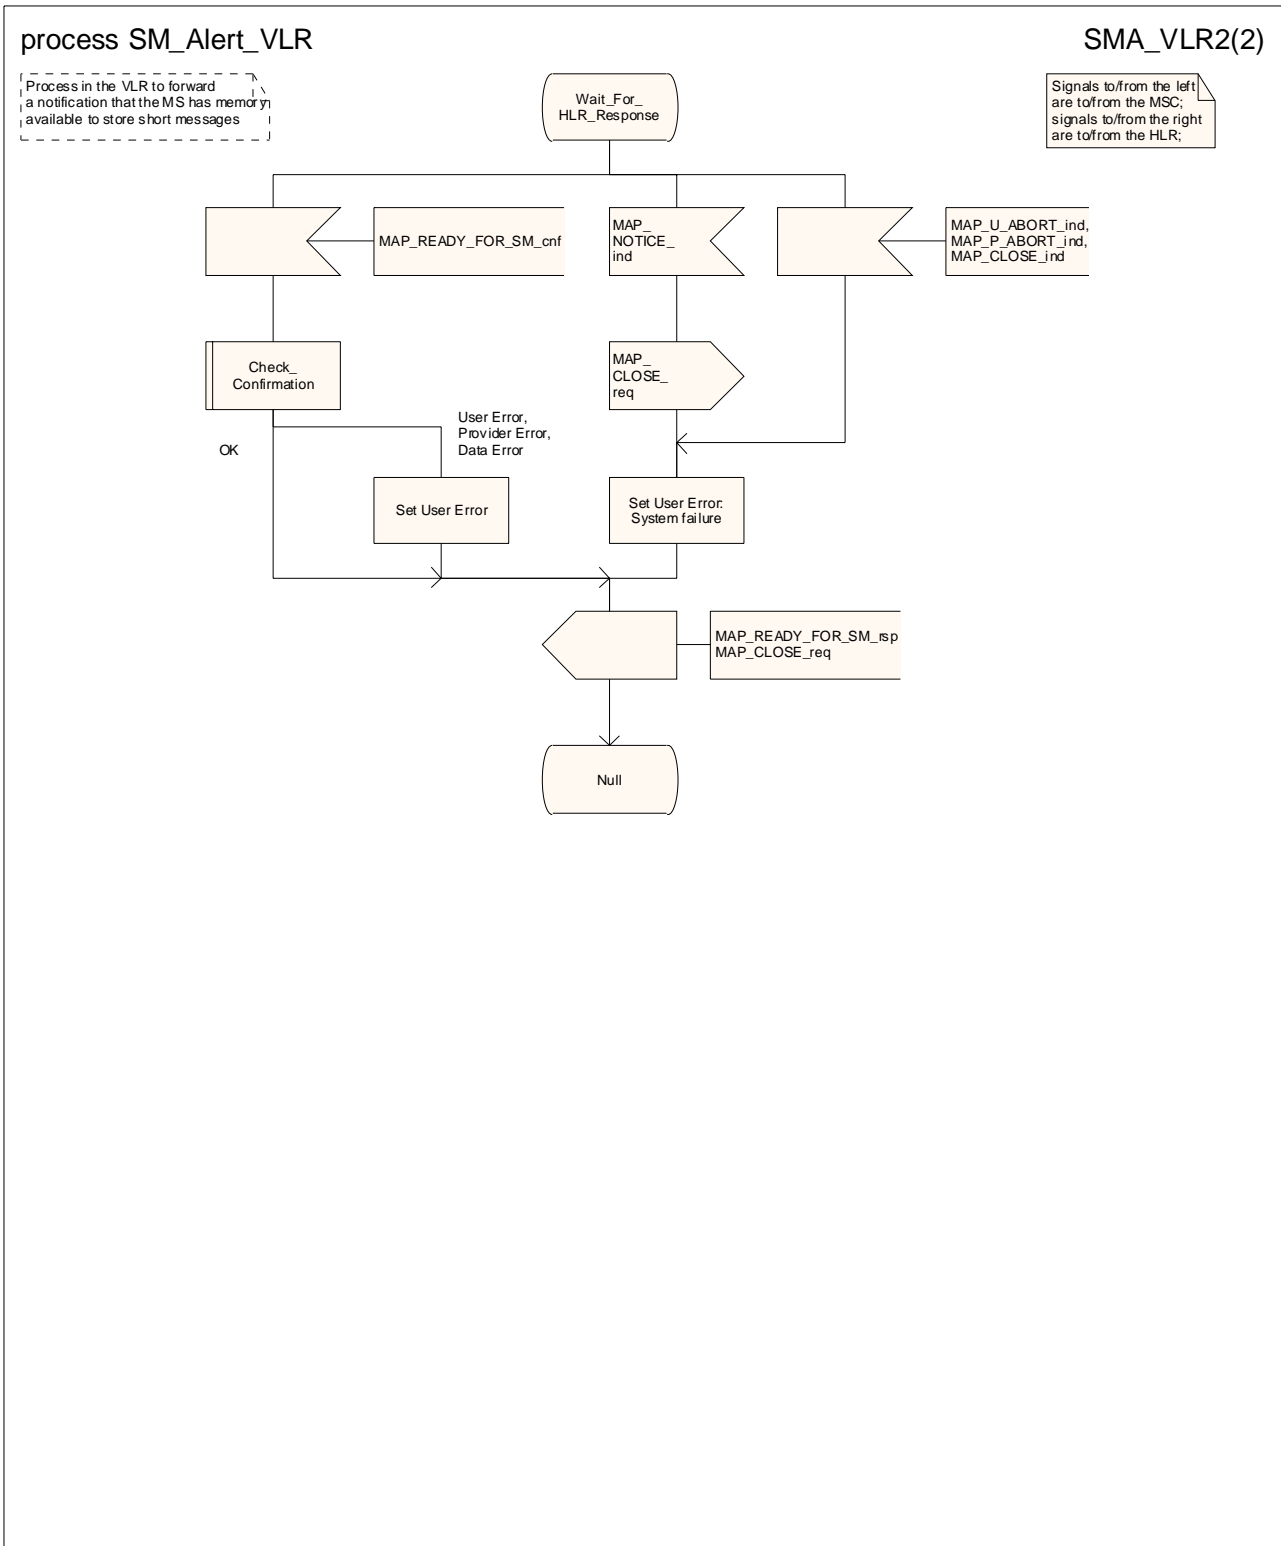 process SM_Alert_VLR
SMA_VLR2(2)
Process in the VLR to forward
a notification that the MS has memory
available to store short messages
Wait_For_
HLR_Response
Signals to/from the left
are to/from the MSC;
signals to/from the right
are to/from the HLR;
MAP_READY_FOR_SM_cnf
MAP_
NOTICE_
ind
MAP_U_ABORT_ind,
MAP_P_ABORT_ind,
MAP_CLOSE_ind
Check_
Confirmation
MAP_
CLOSE_
req
OK
User Error,
Provider Error,
Data Error
Set User Error
Set User Error:
System failure
MAP_READY_FOR_SM_rsp
MAP_CLOSE_req
Null